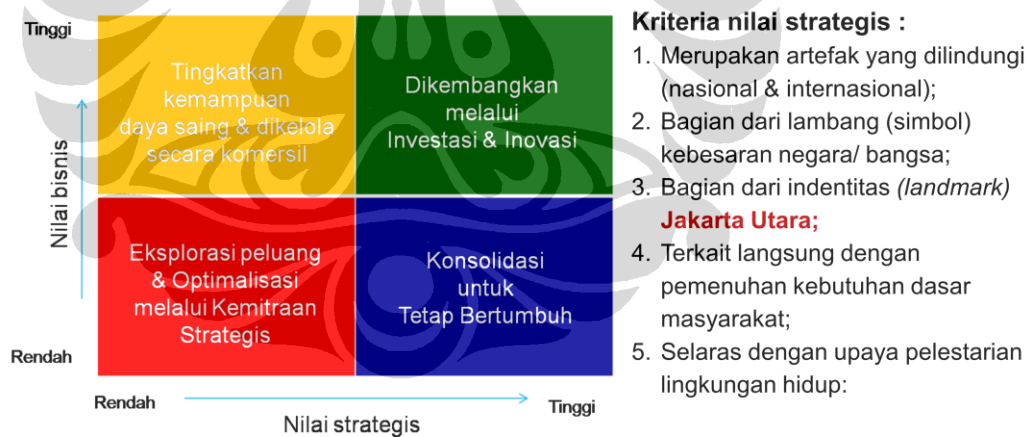 Tinggi
Tingkatkan
kemampuan
daya saing & dikelola
secara komersil
Dikembangkan
melalui
Investasi & Inovasi
Nilai bisnis
Eksplorasi peluang
& Optimalisasi
melalui Kemitraan
Strategis
Konsolidasi
untuk
Tetap Bertumbuh
Rendah
Rendah
Tinggi
Nilai strategis
Kriteria nilai strategis :
1. Merupakan artefak yang dilindungi
(nasional & internasional);
2. Bagian dari lambang (simbol)
kebesaran negara/ bangsa;
3. Bagian dari indentitas (landmark)
Jakarta Utara;
4. Terkait langsung dengan
pemenuhan kebutuhan dasar
masyarakat;
5. Selaras dengan upaya pelestarian
lingkungan hidup: